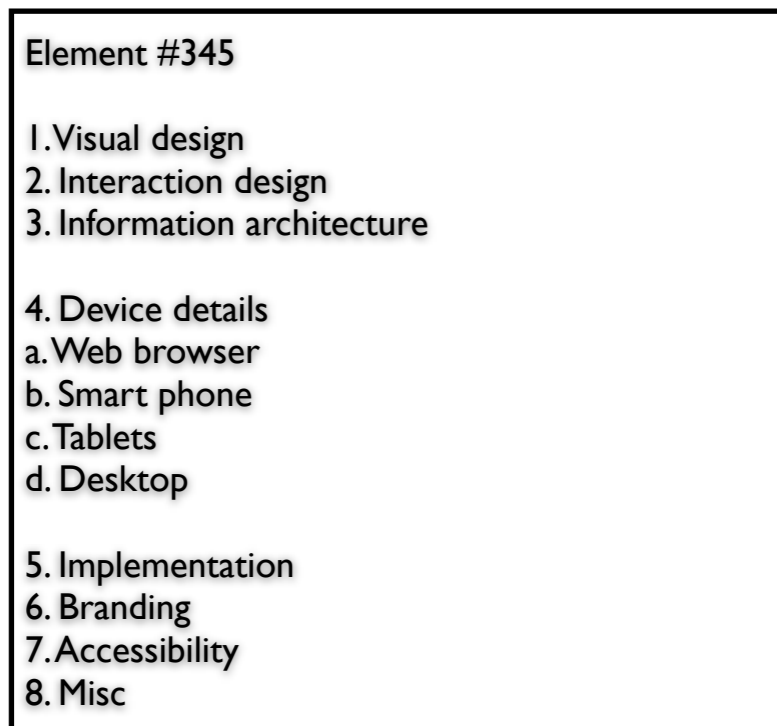 Element #345
1. Visual design
2. Interaction design
3. Information architecture
4. Device details
a. Web browser
b. Smart phone
c. Tablets
d. Desktop
5. Implementation
6. Branding
7. Accessibility
8. Misc